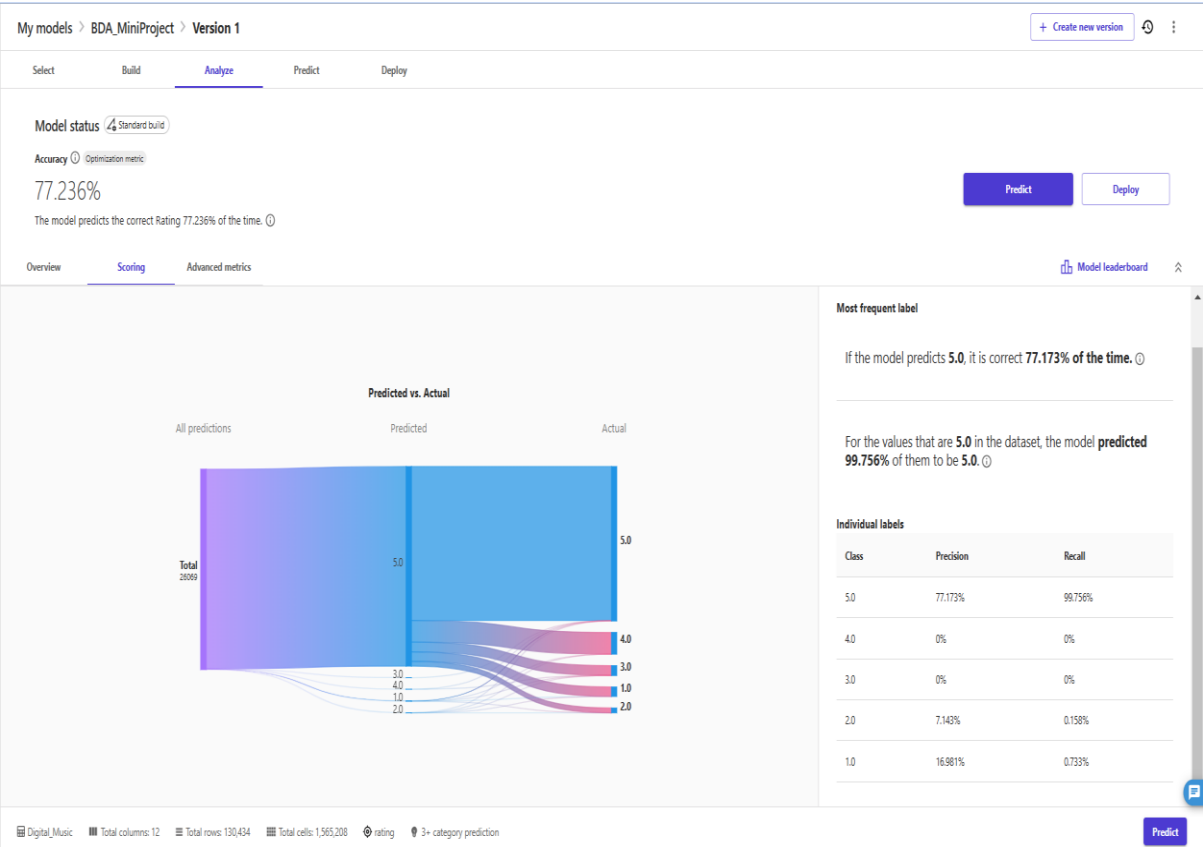 My models > BDA_MiniProject > Version 1
+ Create new version
Select Build Analyze Predict Deploy
Model status Standard build
Accuracy Optimization metric
77.236%
The model predicts the correct Rating 77.236% of the time.
Predict Deploy
Overview Scoring Advanced metrics
Model leaderboard
Predicted vs. Actual
All predictions Predicted Actual
Total
26069
5.0
3.0
4.0
1.0
2.0
5.0
4.0
3.0
1.0
2.0
Most frequent label
If the model predicts 5.0, it is correct 77.173% of the time.
For the values that are 5.0 in the dataset, the model predicted
99.756% of them to be 5.0.
Individual labels
Class Precision Recall
5.0 77.173% 99.756%
4.0 0% 0%
3.0 0% 0%
2.0 7.143% 0.158%
1.0 16.981% 0.733%
Digital_Music Total columns: 12 Total rows: 130,434 Total cells: 1,565,208 rating 3+ category prediction
Predict